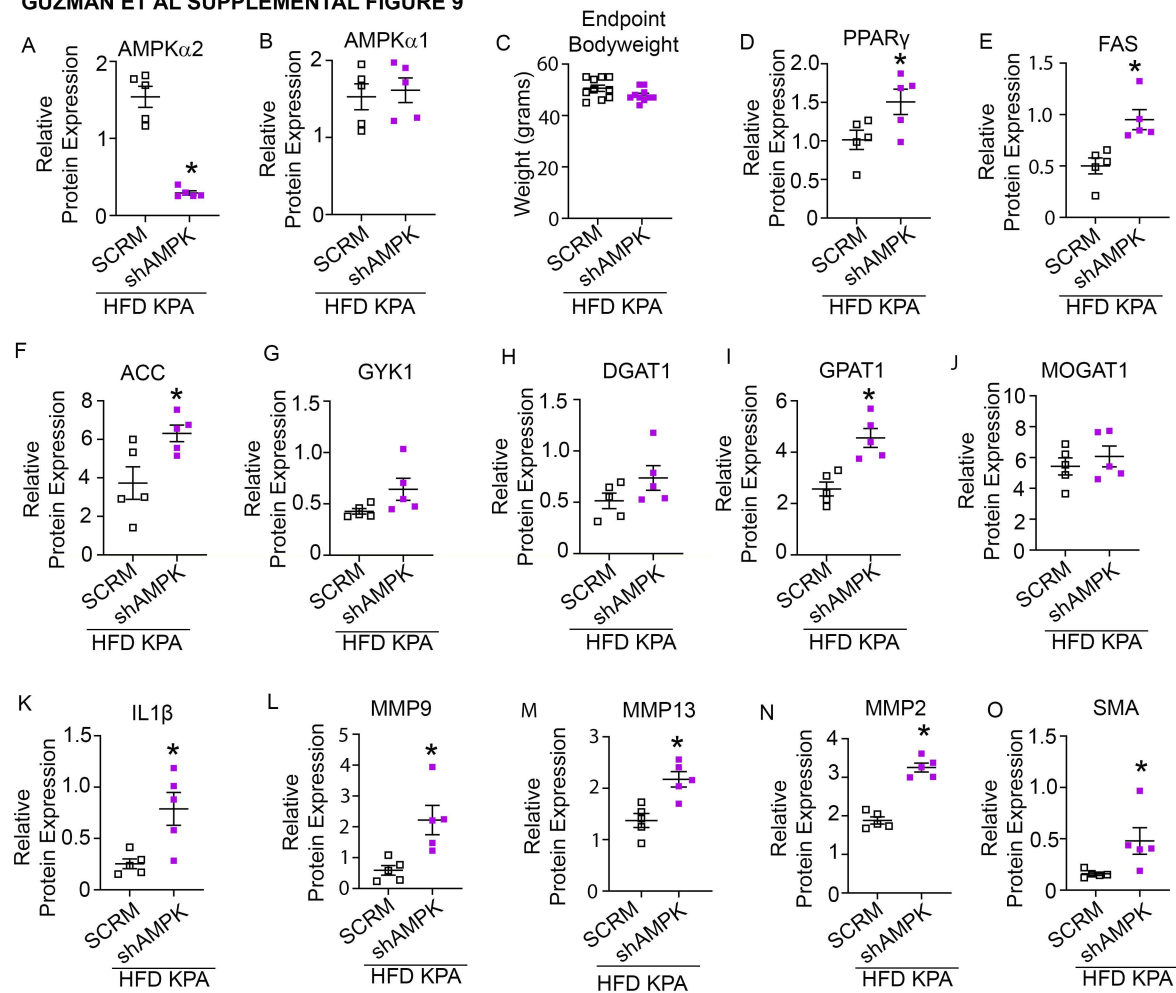 GUZMAN ET AL SUPPLEMENTAL FIGURE 9
A
AMPKα2
Relative
Protein Expression
2
1
0
*
SCRM
shAMPK
HFD KPA
B
AMPKα1
Relative
Protein Expression
2
1
0
SCRM
shAMPK
HFD KPA
C
Endpoint
Bodyweight
Weight (grams)
60
40
20
0
SCRM
shAMPK
HFD KPA
D
PPARγ
Relative
Protein Expression
2.0
1.5
1.0
0.5
0
*
SCRM
shAMPK
HFD KPA
E
FAS
Relative
Protein Expression
1.5
1.0
0.5
0
*
SCRM
shAMPK
HFD KPA
F
ACC
Relative
Protein Expression
8
6
4
2
0
*
SCRM
shAMPK
HFD KPA
G
GYK1
Relative
Protein Expression
1.5
1.0
0.5
0
SCRM
shAMPK
HFD KPA
H
DGAT1
Relative
Protein Expression
1.5
1.0
0.5
0
SCRM
shAMPK
HFD KPA
I
GPAT1
Relative
Protein Expression
6
4
2
0
*
SCRM
shAMPK
HFD KPA
J
MOGAT1
Relative
Protein Expression
10
8
6
4
2
0
SCRM
shAMPK
HFD KPA
K
IL1β
Relative
Protein Expression
1.5
1.0
0.5
0
*
SCRM
shAMPK
HFD KPA
L
MMP9
Relative
Protein Expression
5
4
3
2
1
0
*
SCRM
shAMPK
HFD KPA
M
MMP13
Relative
Protein Expression
3
2
1
0
*
SCRM
shAMPK
HFD KPA
N
MMP2
Relative
Protein Expression
4
3
2
1
0
*
SCRM
shAMPK
HFD KPA
O
SMA
Relative
Protein Expression
1.5
1.0
0.5
0
*
SCRM
shAMPK
HFD KPA